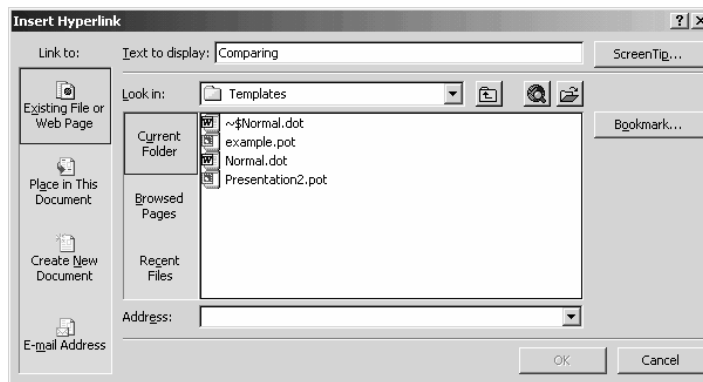 Insert Hyperlink
Link to:
Text to display: Comparing
ScreenTip...
Existing File or
Web Page
Look in: Templates
Bookmark...
Current
Folder
~$Normal.dot
example.pot
Normal.dot
Presentation2.pot
Place in This
Document
Browsed
Pages
Create New
Document
Recent
Files
Address:
E-mail Address
OK
Cancel